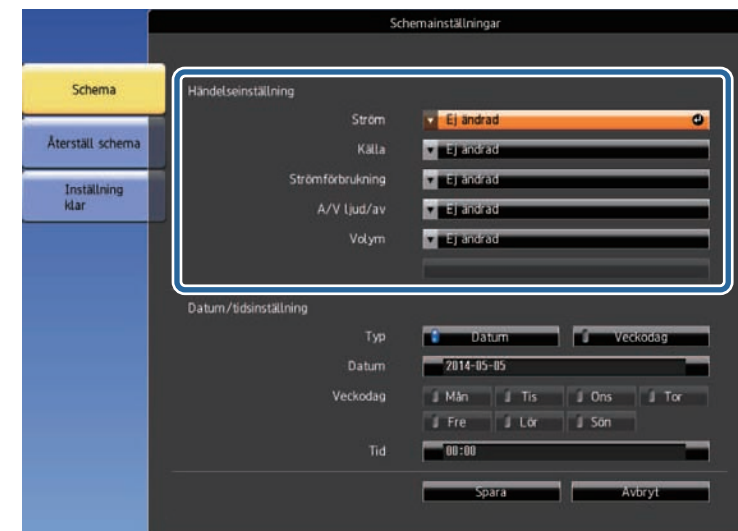 Schemainställningar
Schema
Återställ schema
Inställning
klar
Händelseinställning
Ström Ej ändrad
Källa Ej ändrad
Strömförbrukning Ej ändrad
A/V ljud/av Ej ändrad
Volym Ej ändrad
Datum/tidsinställning
Typ Datum Veckodag
Datum 2014-05-05
Veckodag Mån Tis Ons Tor
Fre Lör Sön
Tid 00:00
Spara Avbryt